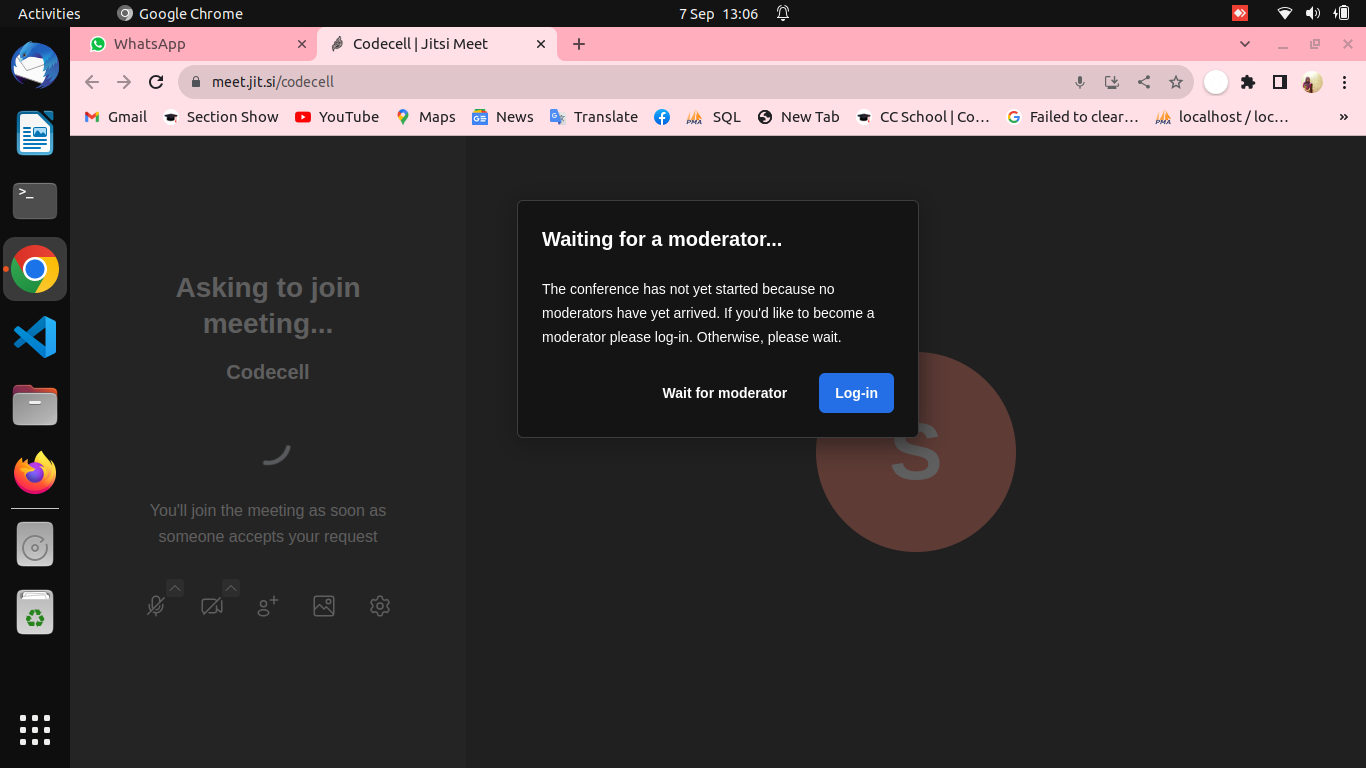 Activities
Google Chrome
7 Sep 13:06
WhatsApp
Codecell | Jitsi Meet
meet.jit.si/codecell
Gmail
Section Show
YouTube
Maps
News
Translate
SQL
New Tab
CC School | Co…
Failed to clear…
localhost / loc…
»
Asking to join
meeting...
Codecell
You'll join the meeting as soon as
someone accepts your request
Waiting for a moderator...
The conference has not yet started because no
moderators have yet arrived. If you'd like to become a
moderator please log-in. Otherwise, please wait.
Wait for moderator
Log-in
S